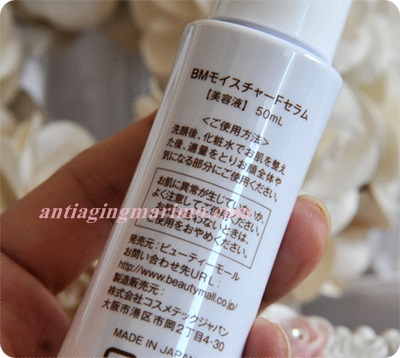 BMモイスチャーFセラム
【美容液】 50mL
＜ご使用方法＞
洗顔後、化粧水でお肌を整え
た後、適量をとりお顔全体や
気になる部分にご使用ください。
お肌に異常が生じていないか、
ご注意してご使用ください。
お肌に合わないときは、
使用をおやめください。
antiagingmarimo.com
発売元：ビューティーモール
お問い合わせ先URL：
http://www.beautymall.co.jp/
製造販売元：
株式会社コスメテックジャパン
大阪市港区市岡2丁目4-30
MADE IN JAPAN